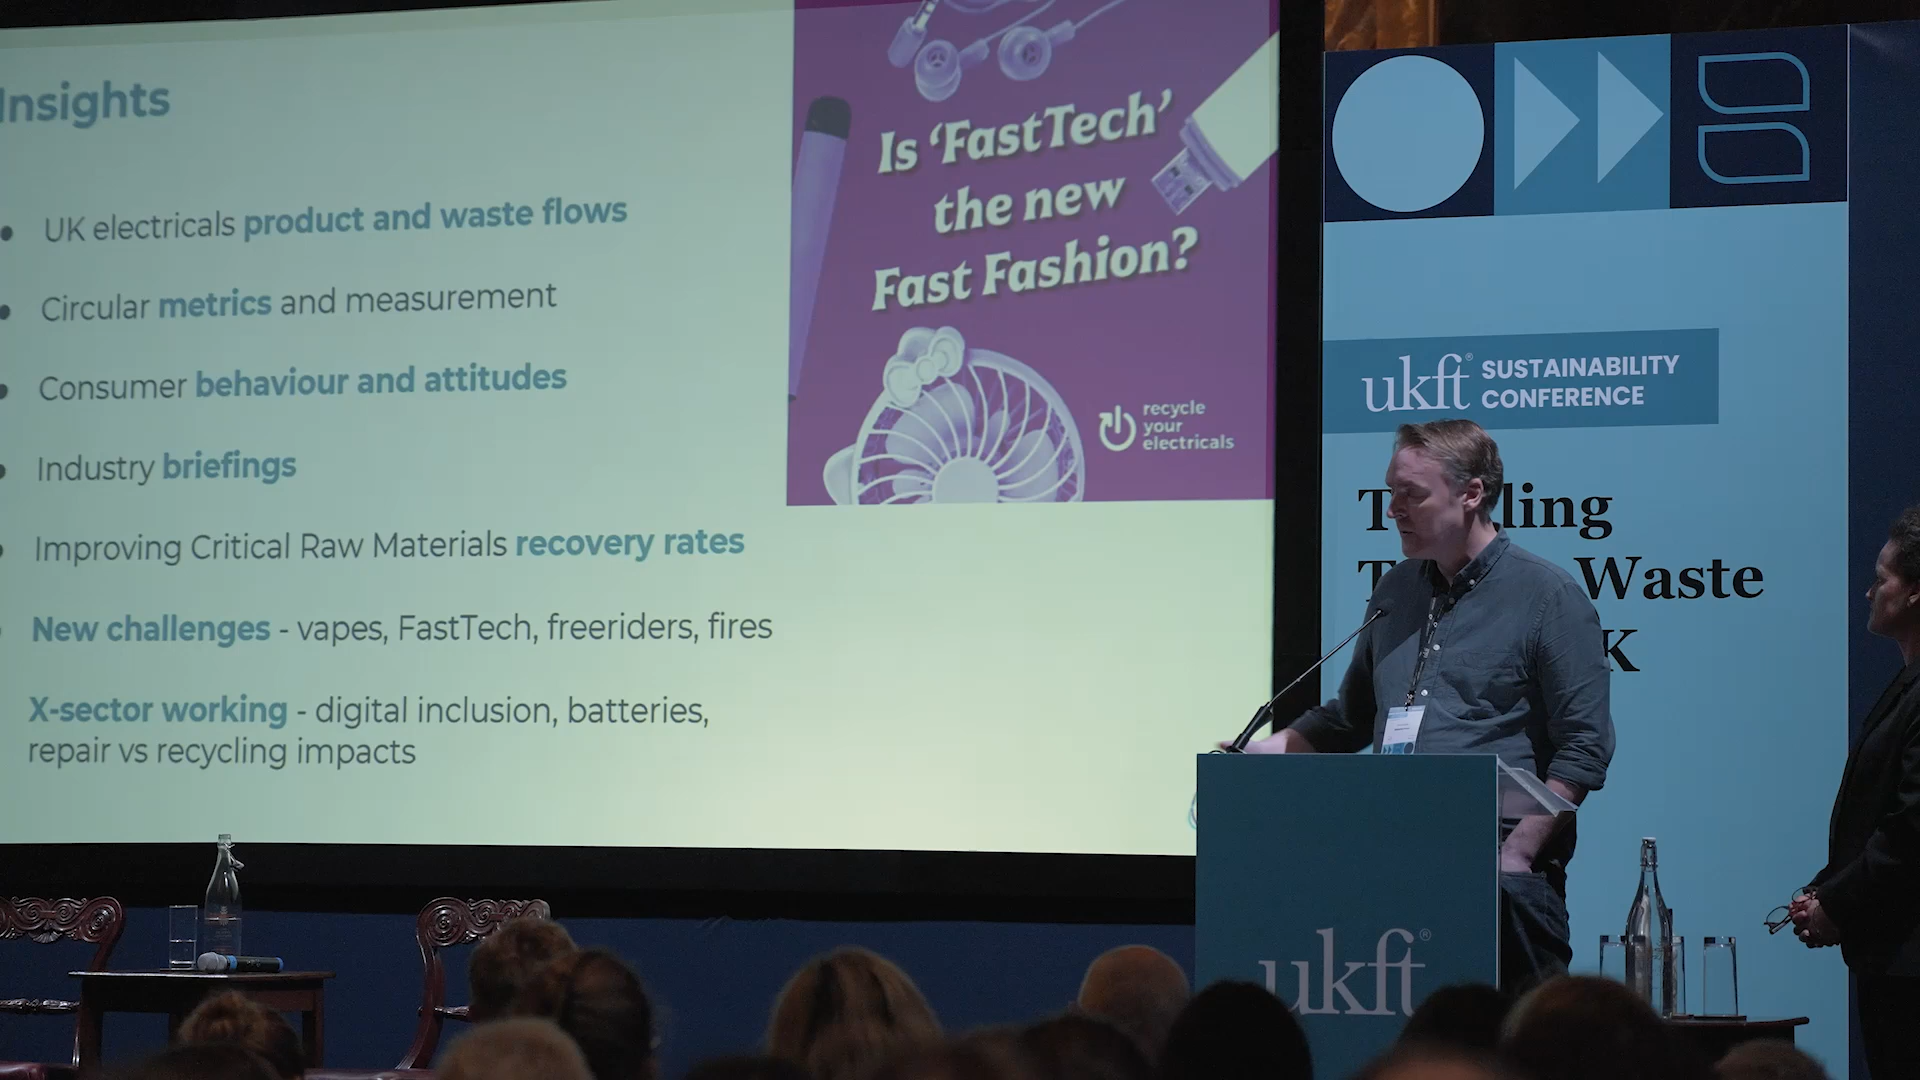 Insights
UK electricals product and waste flows
Circular metrics and measurement
Consumer behaviour and attitudes
Industry briefings
Improving Critical Raw Materials recovery rates
New challenges - vapes, FastTech, freeriders, fires
X-sector working - digital inclusion, batteries,
repair vs recycling impacts
Is ‘FastTech’
the new
Fast Fashion?
recycle
your
electricals
ukft® SUSTAINABILITY
CONFERENCE
T ling
T Waste
K
ukft®